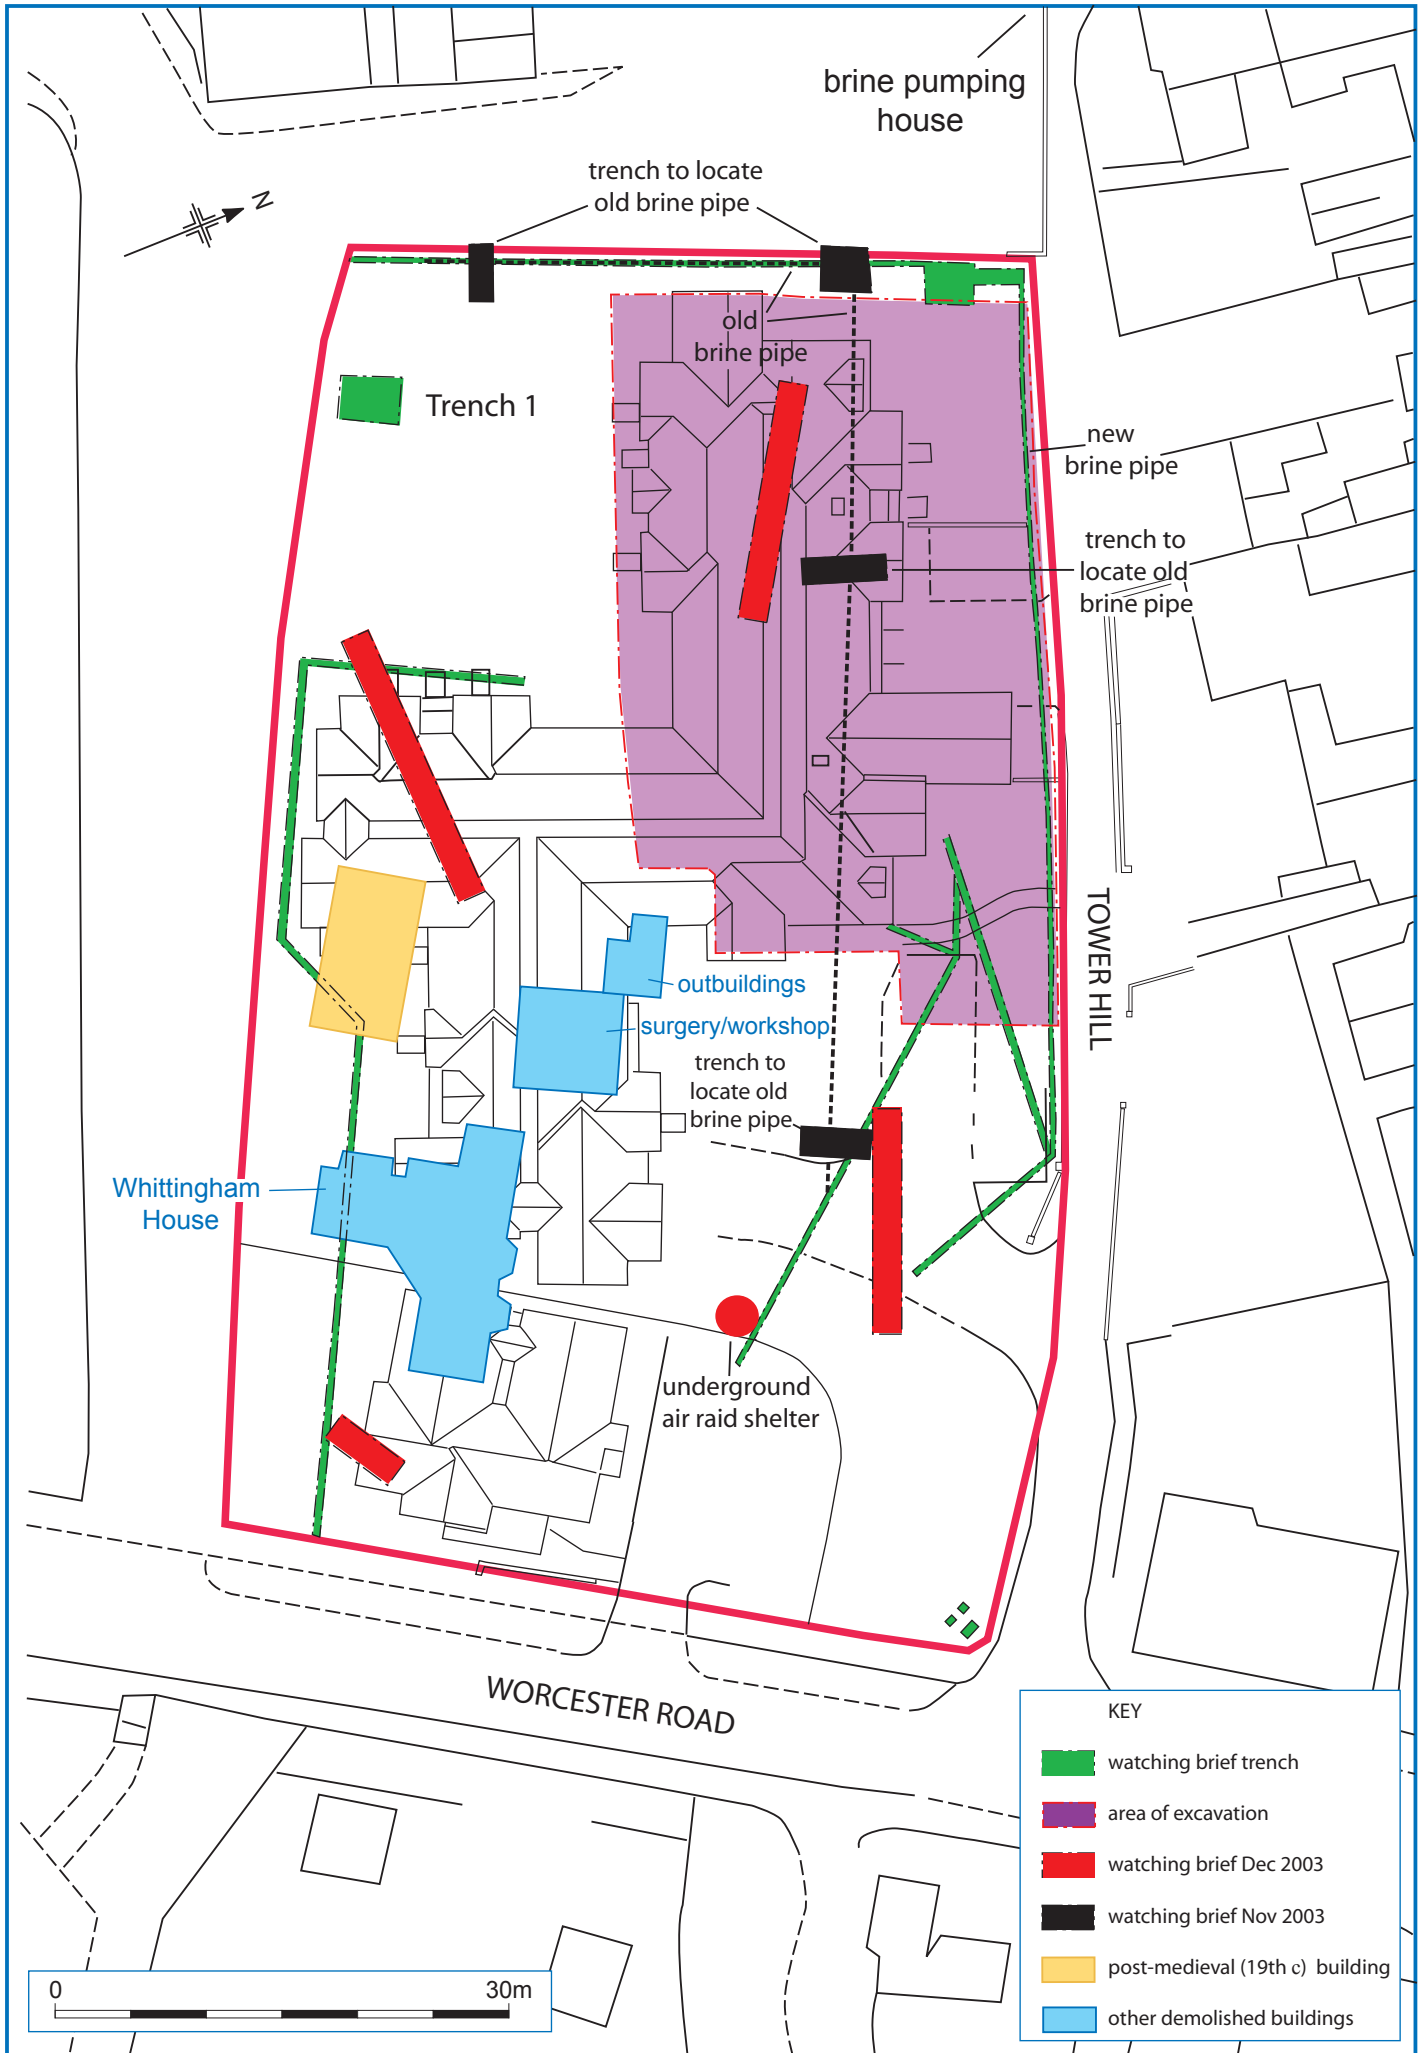 brine pumping
house
trench to locate
old brine pipe
N
old
brine pipe
Trench 1
new
brine pipe
trench to
locate old
brine pipe
TOWER HILL
outbuildings
surgery/workshop
trench to
locate old
brine pipe
Whittingham
House
underground
air raid shelter
WORCESTER ROAD
KEY
watching brief trench
area of excavation
watching brief Dec 2003
watching brief Nov 2003
post-medieval (19th c) building
other demolished buildings
0 30m